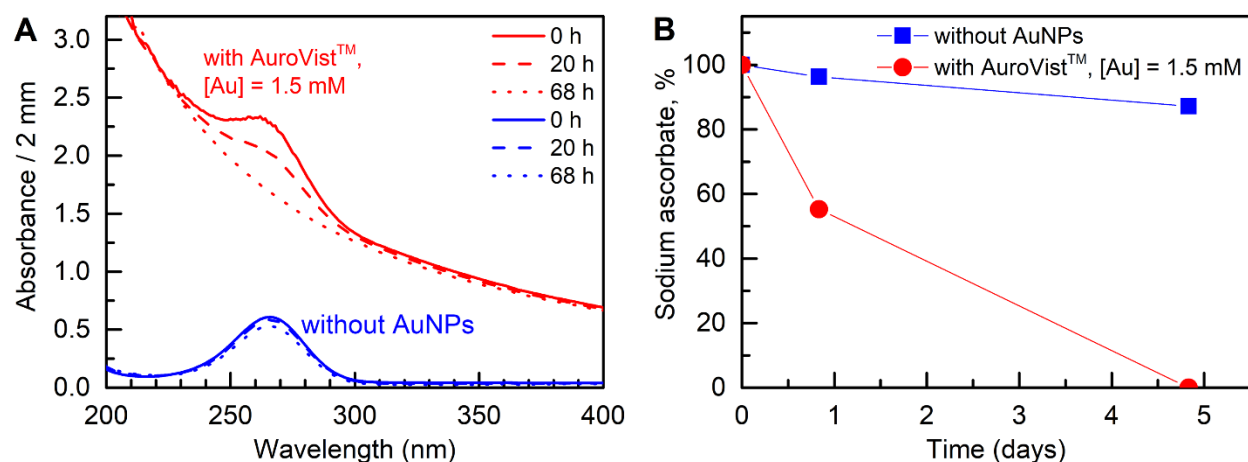 A
with AuroVist™,
[Au] = 1.5 mM
0 h
20 h
68 h
0 h
20 h
68 h
without AuNPs
3.0
2.5
2.0
1.5
1.0
0.5
0.0
Absorbance / 2 mm
200 250 300 350 400
Wavelength (nm)
B
without AuNPs
with AuroVist™, [Au] = 1.5 mM
100
80
60
40
20
0
Sodium ascorbate, %
0 1 2 3 4 5
Time (days)